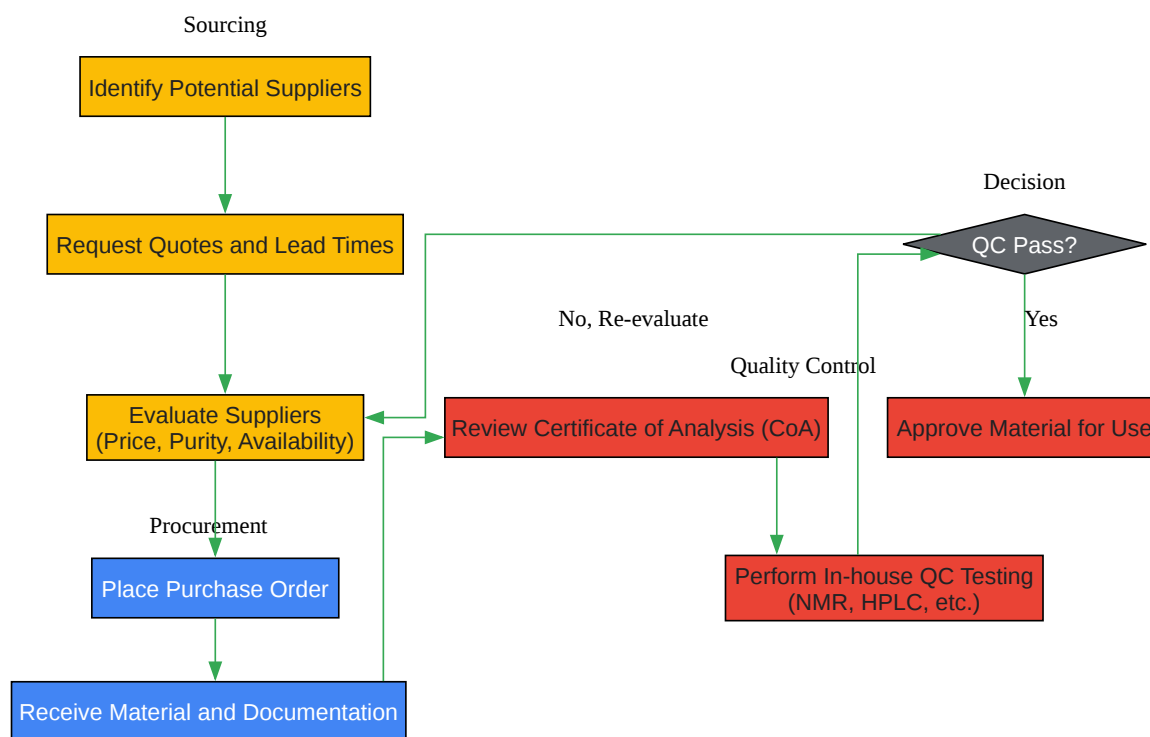 Sourcing
Identify Potential Suppliers
Decision
Request Quotes and Lead Times
QC Pass?
No, Re-evaluate
Yes
Quality Control
Evaluate Suppliers
(Price, Purity, Availability)
Review Certificate of Analysis (CoA)
Approve Material for Use
Procurement
Place Purchase Order
Perform In-house QC Testing
(NMR, HPLC, etc.)
Receive Material and Documentation